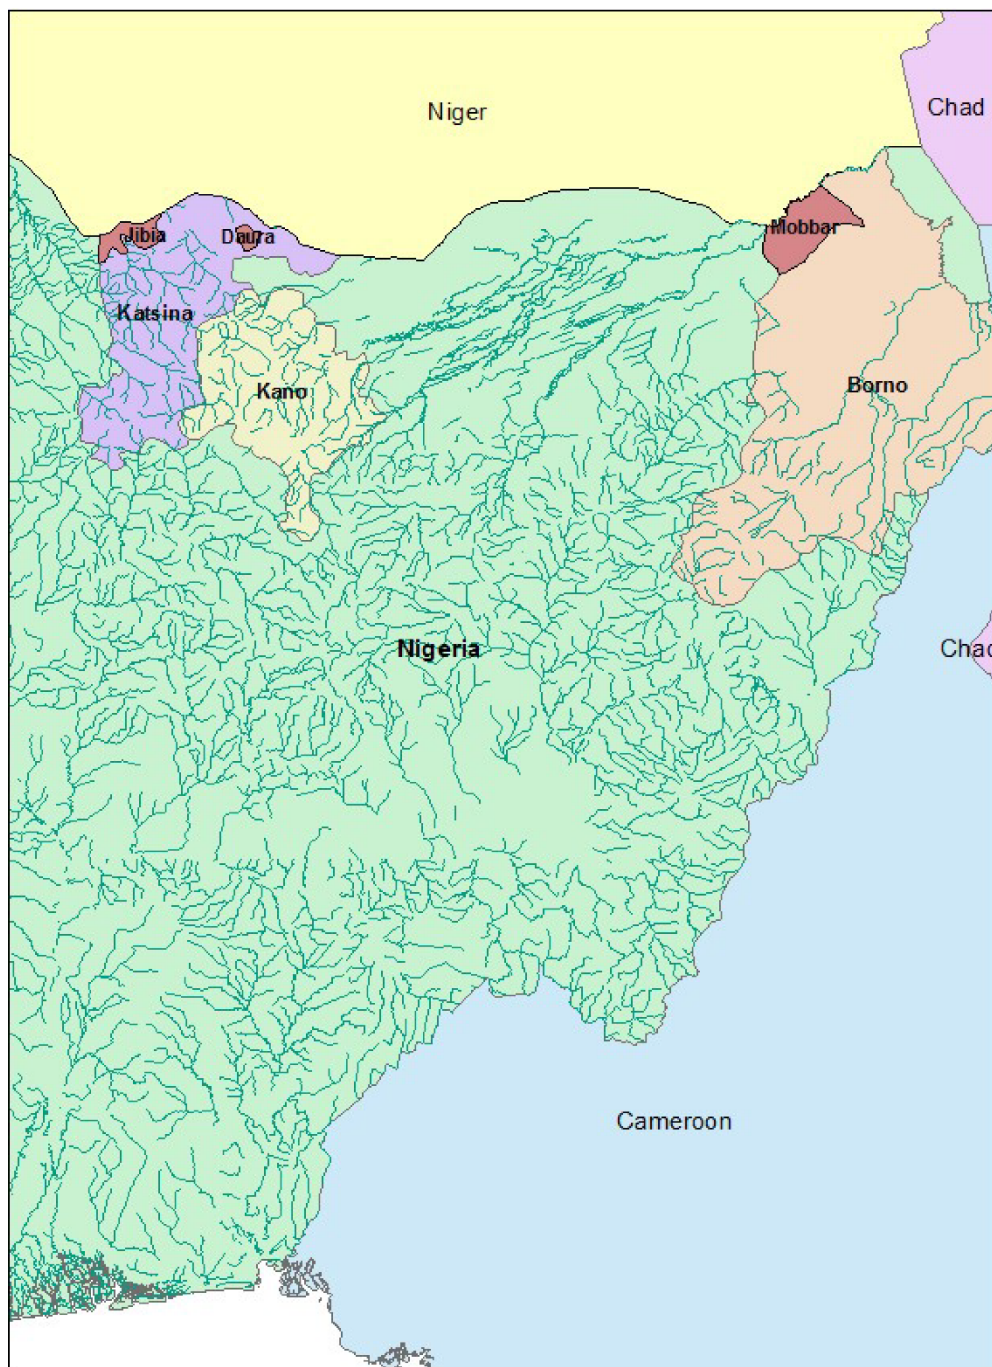 Niger
Chad
Jibia
Daura
Mobbar
Katsina
Kano
Borno
Nigeria
Chad
Cameroon